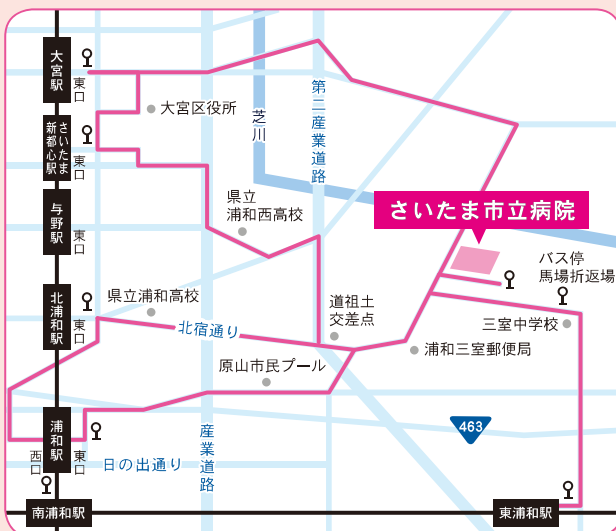 大宮駅
東口
大宮区役所
芝川
第二産業道路
さいたま
新都心駅
東口
与野駅
東口
県立
浦和西高校
さいたま市立病院
バス停
馬場折返場
北浦和駅
東口
県立浦和高校
北宿通り
道祖土
交差点
三室中学校
浦和三室郵便局
原山市民プール
浦和駅
西口
東口
日の出通り
産業道路
463
南浦和駅
東浦和駅